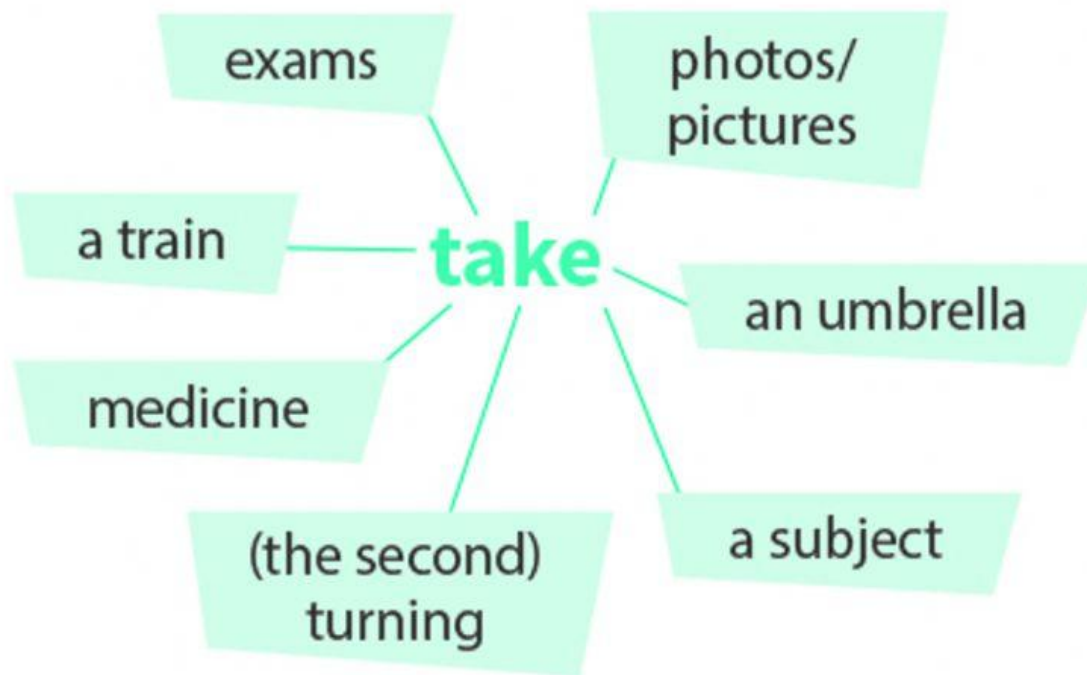 exams
photos/
pictures
a train
take
an umbrella
medicine
a subject
(the second)
turning